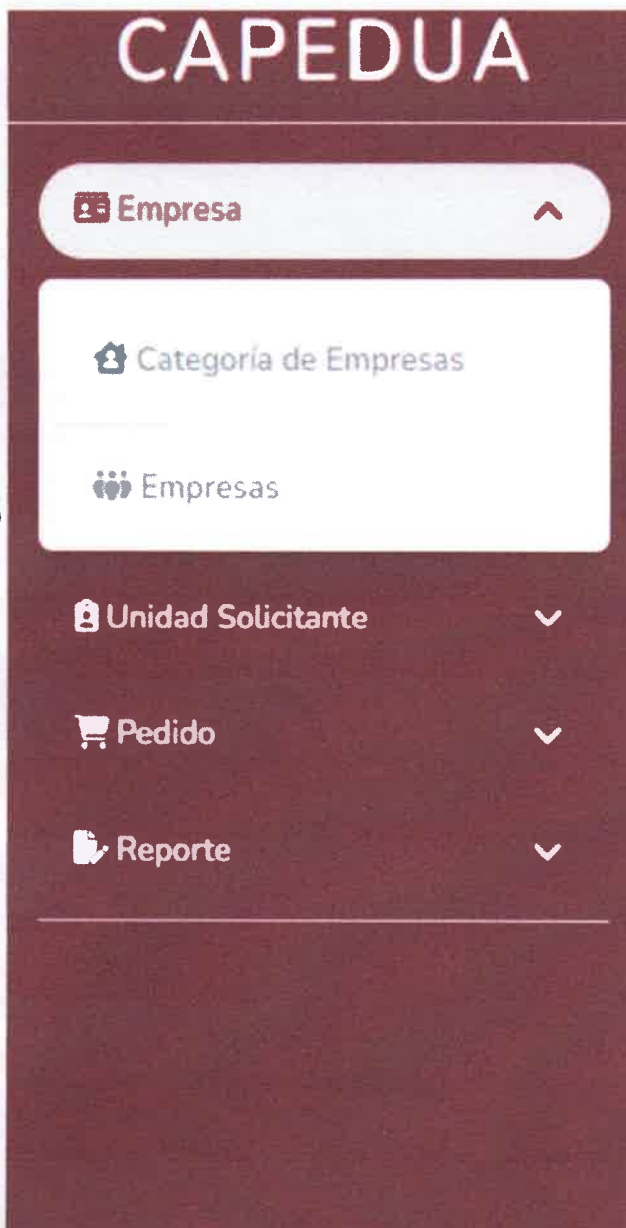 CAPEDUA
Empresa
Categoría de Empresas
Empresas
Unidad Solicitante
Pedido
Reporte